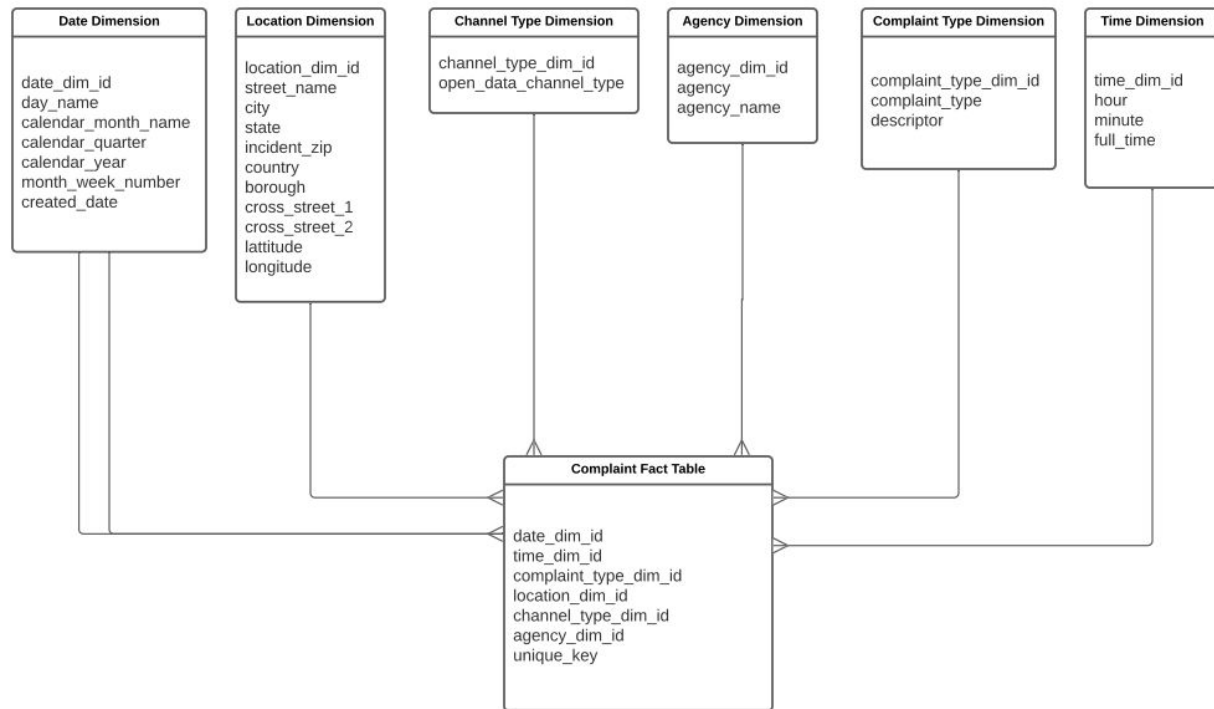 Date Dimension
date_dim_id
day_name
calendar_month_name
calendar_quarter
calendar_year
month_week_number
created_date
Location Dimension
location_dim_id
street_name
city
state
incident_zip
country
borough
cross_street_1
cross_street_2
lattitude
longitude
Channel Type Dimension
channel_type_dim_id
open_data_channel_type
Agency Dimension
agency_dim_id
agency
agency_name
Complaint Type Dimension
complaint_type_dim_id
complaint_type
descriptor
Time Dimension
time_dim_id
hour
minute
full_time
Complaint Fact Table
date_dim_id
time_dim_id
complaint_type_dim_id
location_dim_id
channel_type_dim_id
agency_dim_id
unique_key